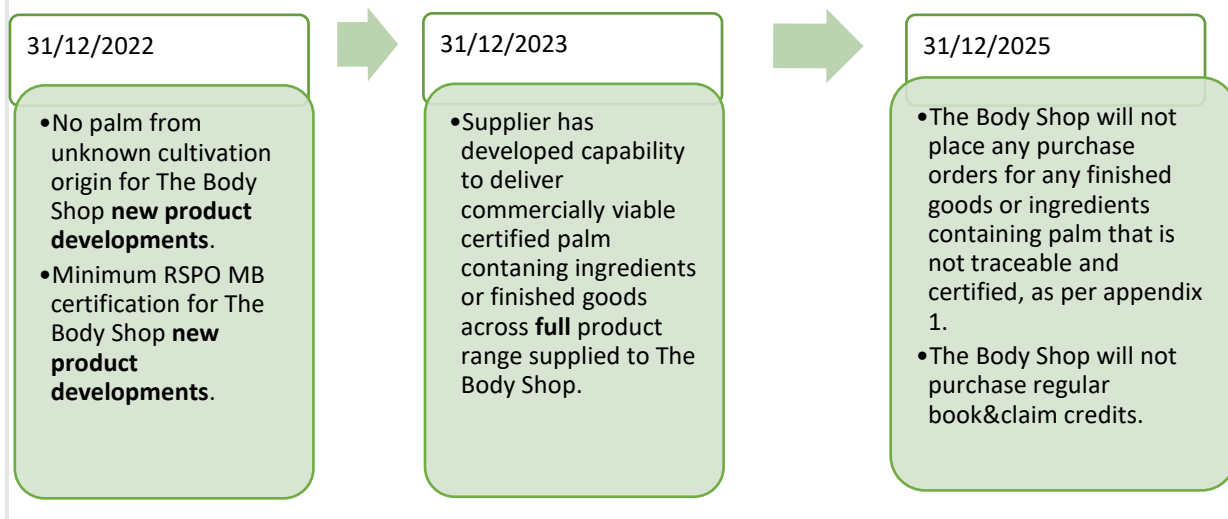 31/12/2022
•No palm from
unknown cultivation
origin for The Body
Shop new product
developments.
•Minimum RSPO MB
certification for The
Body Shop new
product
developments.
31/12/2023
•Supplier has
developed capability
to deliver
commercially viable
certified palm
contaning ingredients
or finished goods
across full product
range supplied to The
Body Shop.
31/12/2025
•The Body Shop will not
place any purchase
orders for any finished
goods or ingredients
containing palm that is
not traceable and
certified, as per appendix
1.
•The Body Shop will not
purchase regular
book&claim credits.